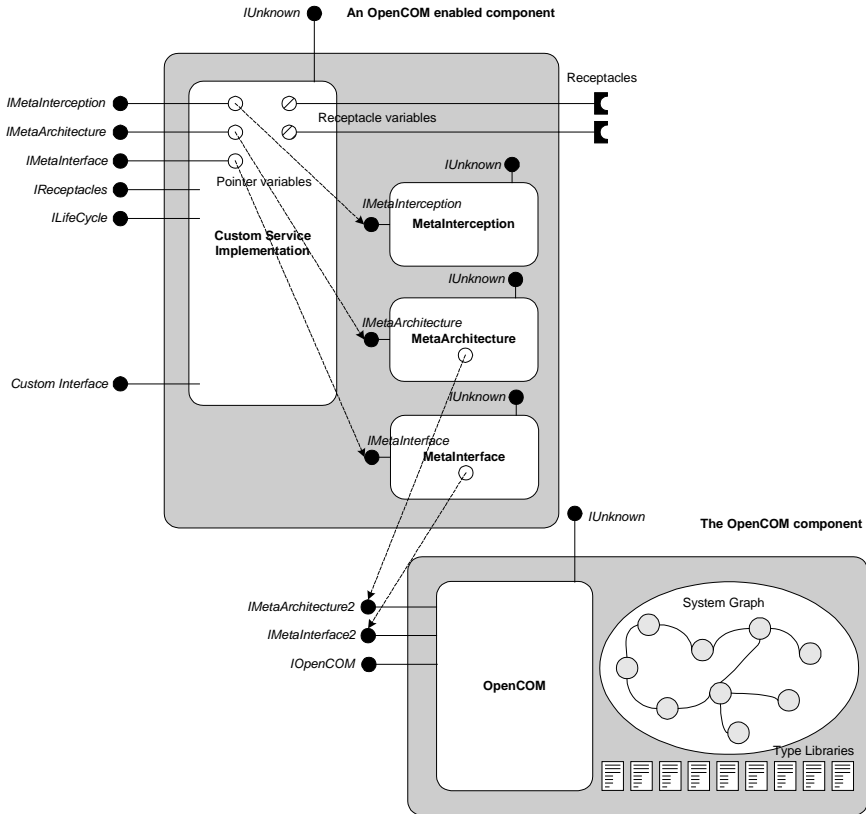 IUnknown
An OpenCOM enabled component
Receptacles
IMetaInterception
Receptacle variables
IMetaArchitecture
IMetaInterface
IUnknown
Pointer variables
IReceptacles
IMetaInterception
ILifeCycle
MetaInterception
Custom Service
Implementation
IUnknown
IMetaArchitecture
MetaArchitecture
Custom Interface
IUnknown
IMetaInterface
MetaInterface
IUnknown
The OpenCOM component
IMetaArchitecture2
System Graph
IMetaInterface2
IOpenCOM
OpenCOM
Type Libraries